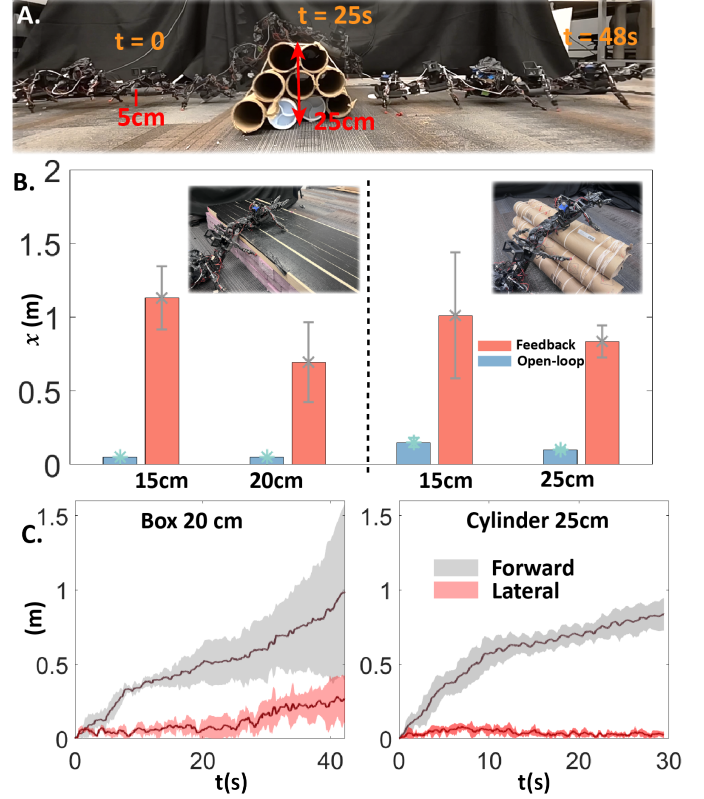 A.
t = 0
t = 25s
t = 48s
5cm
25cm
B.
2
1.5
1
0.5
0
x (m)
Feedback
Open-loop
15cm
20cm
15cm
25cm
C.
Box 20 cm
1.5
1
0.5
0
(m)
0
20
40
t(s)
Cylinder 25cm
Forward
Lateral
1.5
1
0.5
0
0
10
20
30
t(s)